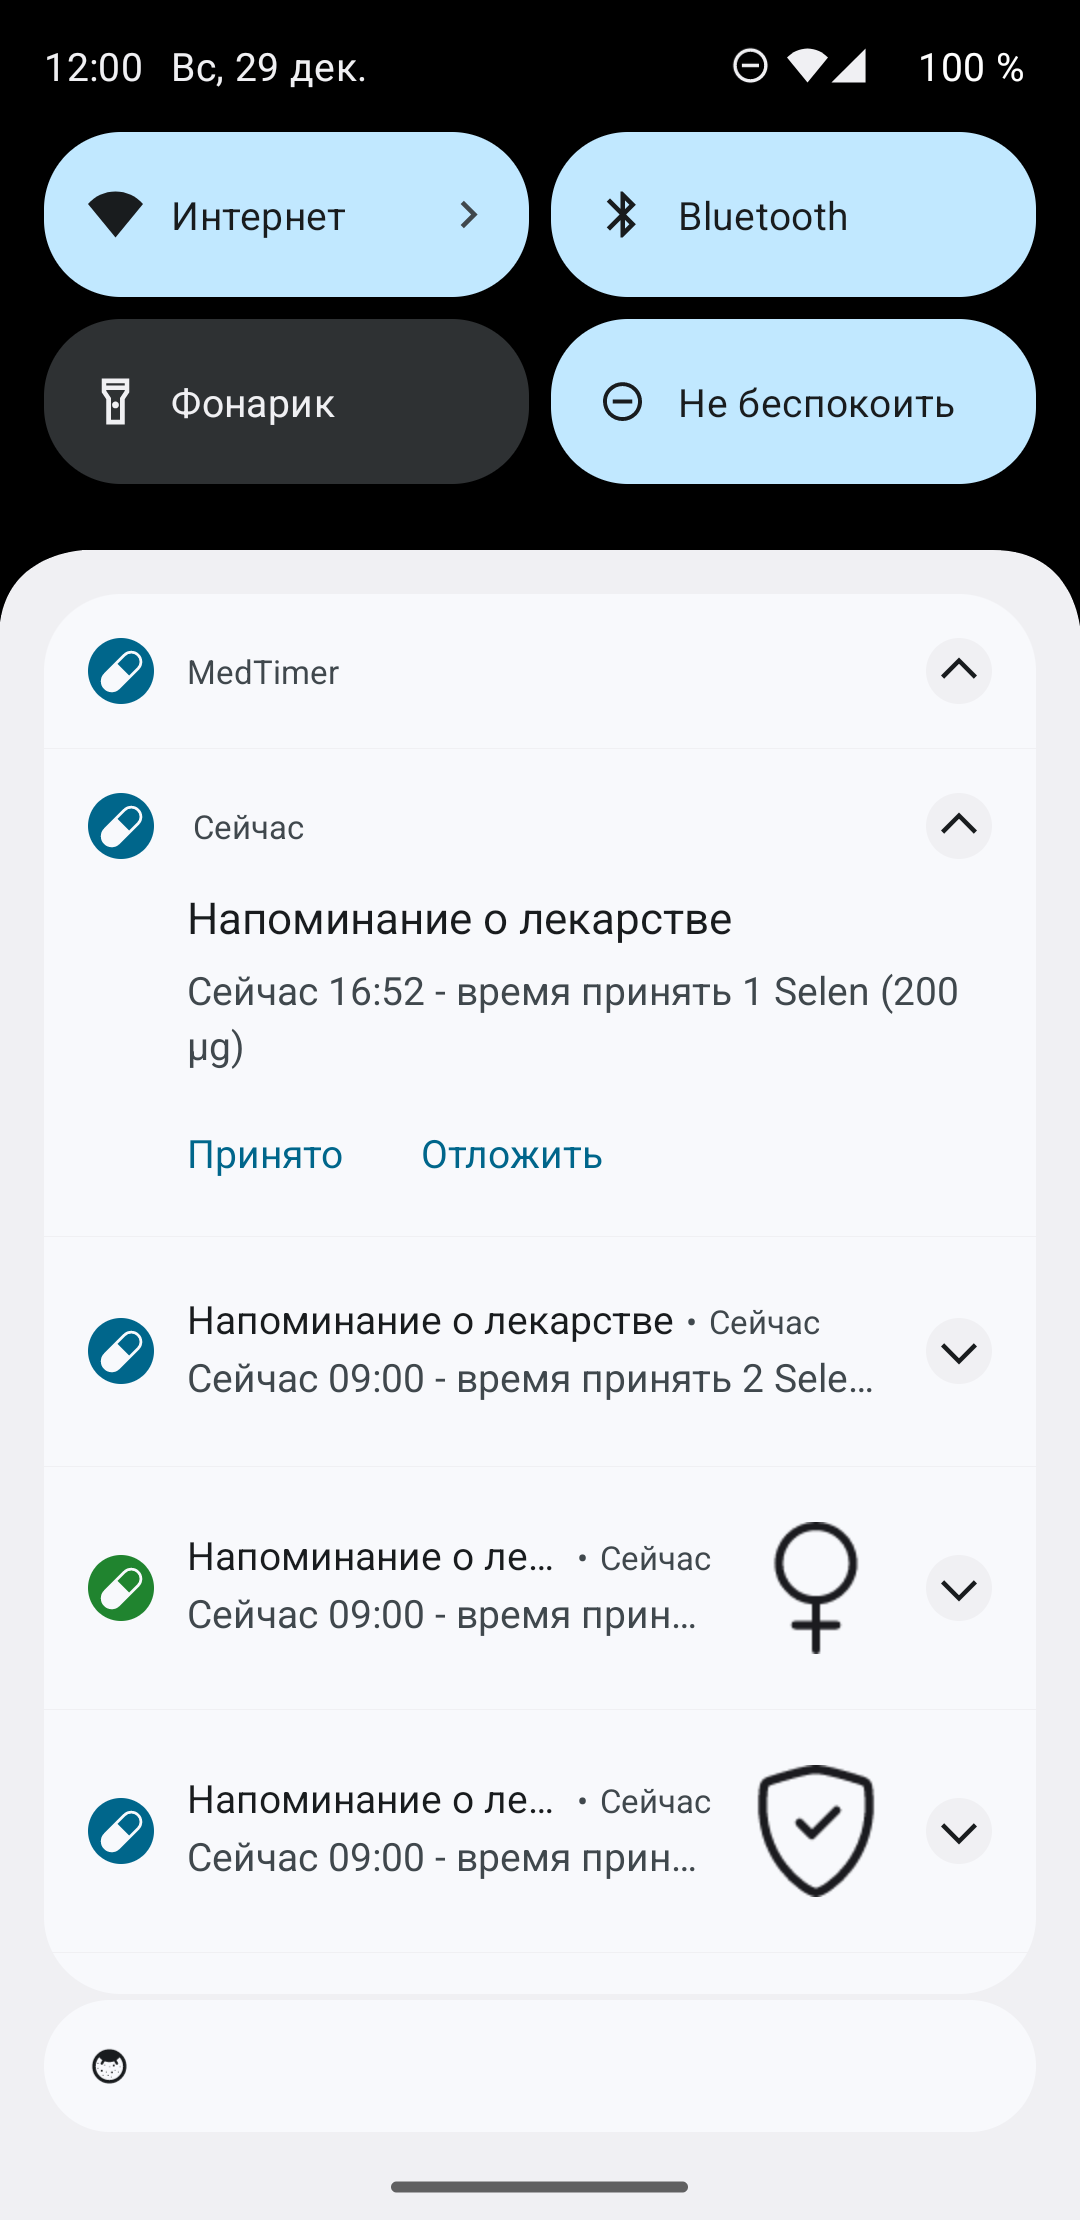 12:00 Вс, 29 дек. 100 %
Интернет
Bluetooth
Фонарик
Не беспокоить
MedTimer
Сейчас
Напоминание о лекарстве
Сейчас 16:52 - время принять 1 Selen (200
µg)
Принято Отложить
Напоминание о лекарстве • Сейчас
Сейчас 09:00 - время принять 2 Sele…
Напоминание о ле… • Сейчас
Сейчас 09:00 - время прин…
Напоминание о ле… • Сейчас
Сейчас 09:00 - время прин…